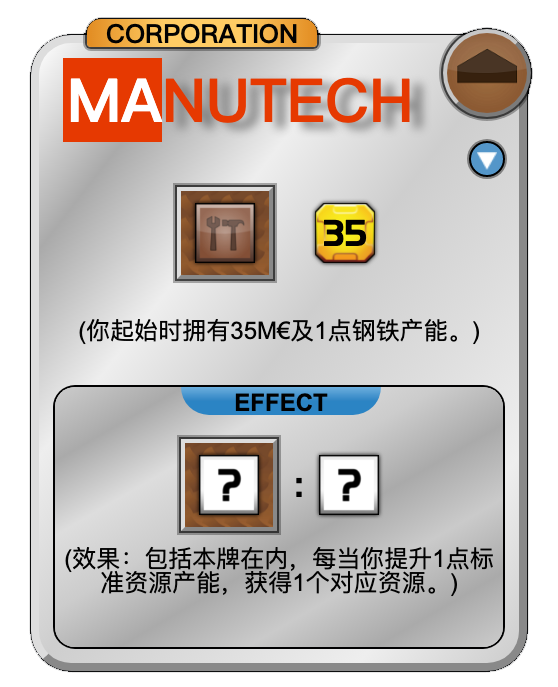 CORPORATION
MANUTECH
35
(你起始时拥有35M€及1点钢铁产能。)
EFFECT
? : ?
(效果：包括本牌在内，每当你提升1点标
准资源产能，获得1个对应资源。)